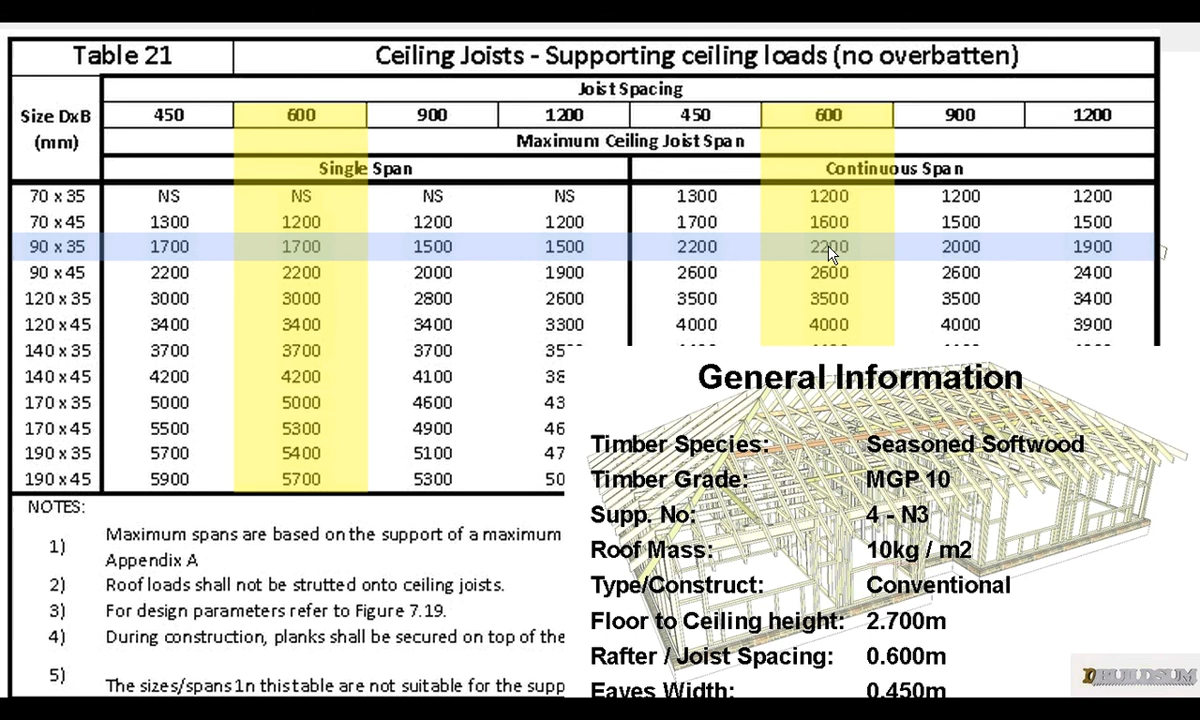 Table 21 Ceiling Joists - Supporting ceiling loads (no overbatten)
Joist Spacing
Size DxB (mm) 450 600 900 1200 450 600 900 1200
Maximum Ceiling Joist Span
Single Span Continuous Span
70 x 35 NS NS NS NS 1300 1200 1200 1200
70 x 45 1300 1200 1200 1200 1700 1600 1500 1500
90 x 35 1700 1700 1500 1500 2200 2200 2000 1900
90 x 45 2200 2200 2000 1900 2600 2600 2600 2400
120 x 35 3000 3000 2800 2600 3500 3500 3500 3400
120 x 45 3400 3400 3400 3300 4000 4000 4000 3900
140 x 35 3700 3700 3700 35
140 x 45 4200 4200 4100 38
170 x 35 5000 5000 4600 43
170 x 45 5500 5300 4900 46
190 x 35 5700 5400 5100 47
190 x 45 5900 5700 5300 50
NOTES:
1) Maximum spans are based on the support of a maximum
Appendix A
2) Roof loads shall not be strutted onto ceiling joists.
3) For design parameters refer to Figure 7.19.
4) During construction, planks shall be secured on top of the
5) The sizes/spans1n this table are not suitable for the supp
General Information
Timber Species: Seasoned Softwood
Timber Grade: MGP 10
Supp. No: 4 - N3
Roof Mass: 10kg / m2
Type/Construct: Conventional
Floor to Ceiling height: 2.700m
Rafter / Joist Spacing: 0.600m
Eaves Width: 0.450m
BUILDSUM